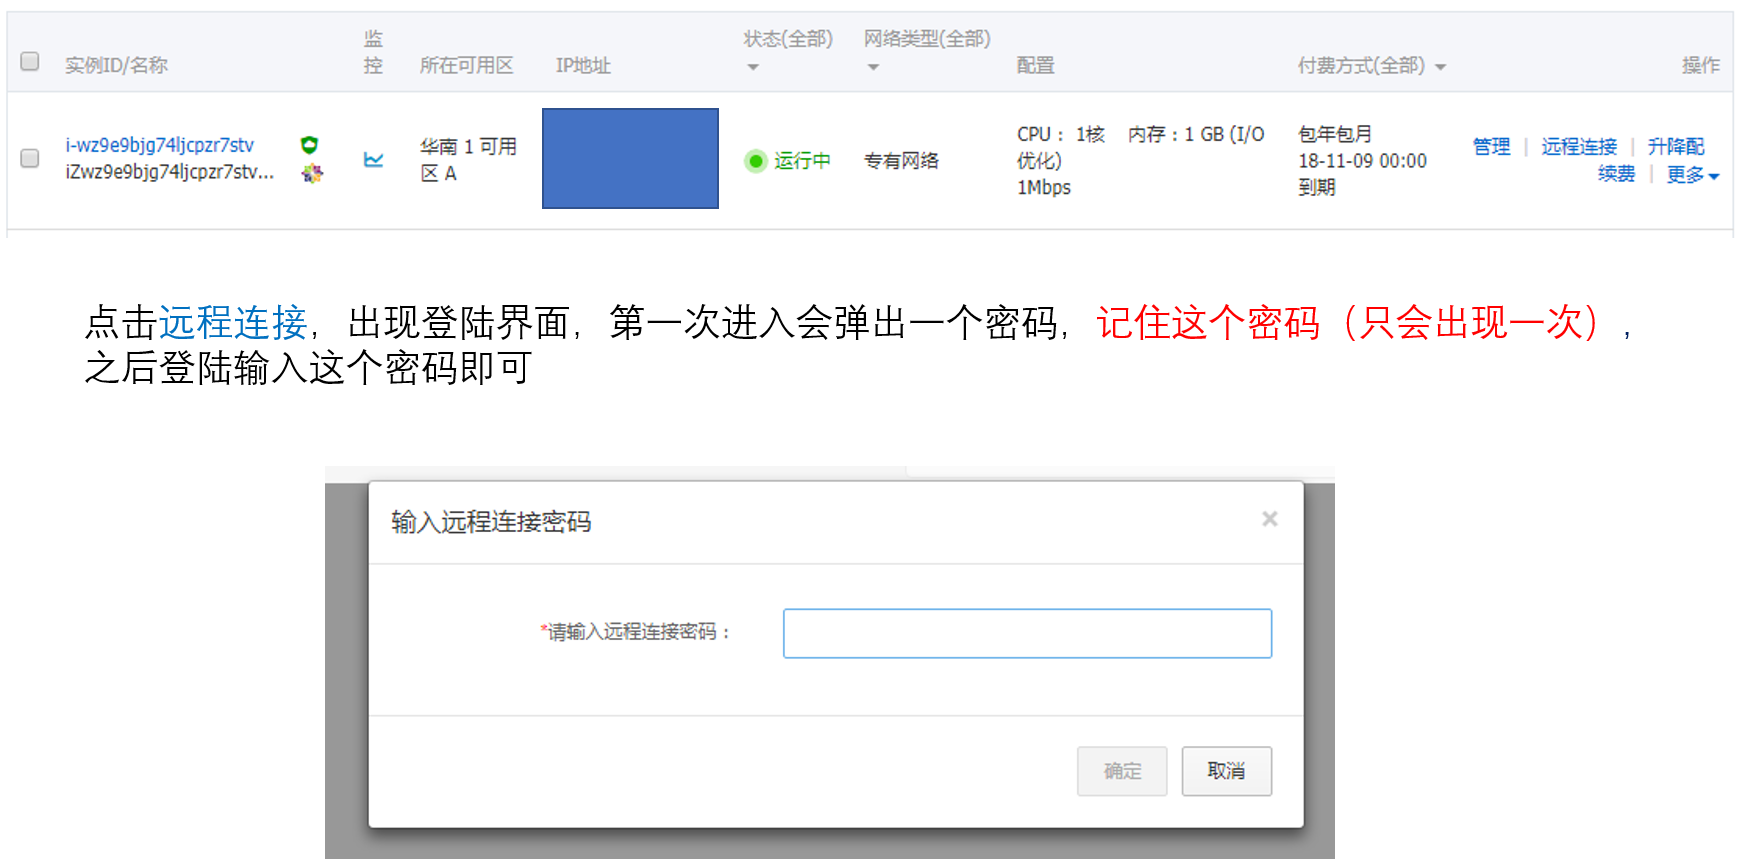 实例ID/名称
监控
所在可用区
IP地址
状态(全部)
网络类型(全部)
配置
付费方式(全部)
操作
i-wz9e9bjg74ljcpzr7stv
iZwz9e9bjg74ljcpzr7stv...
华南 1 可用
区 A
运行中
专有网络
CPU： 1核 内存：1 GB (I/O
优化)
1Mbps
包年包月
18-11-09 00:00
到期
管理 | 远程连接 | 升降配
续费 | 更多
点击远程连接，出现登陆界面，第一次进入会弹出一个密码，记住这个密码（只会出现一次），
之后登陆输入这个密码即可
输入远程连接密码
×
*请输入远程连接密码：
确定
取消